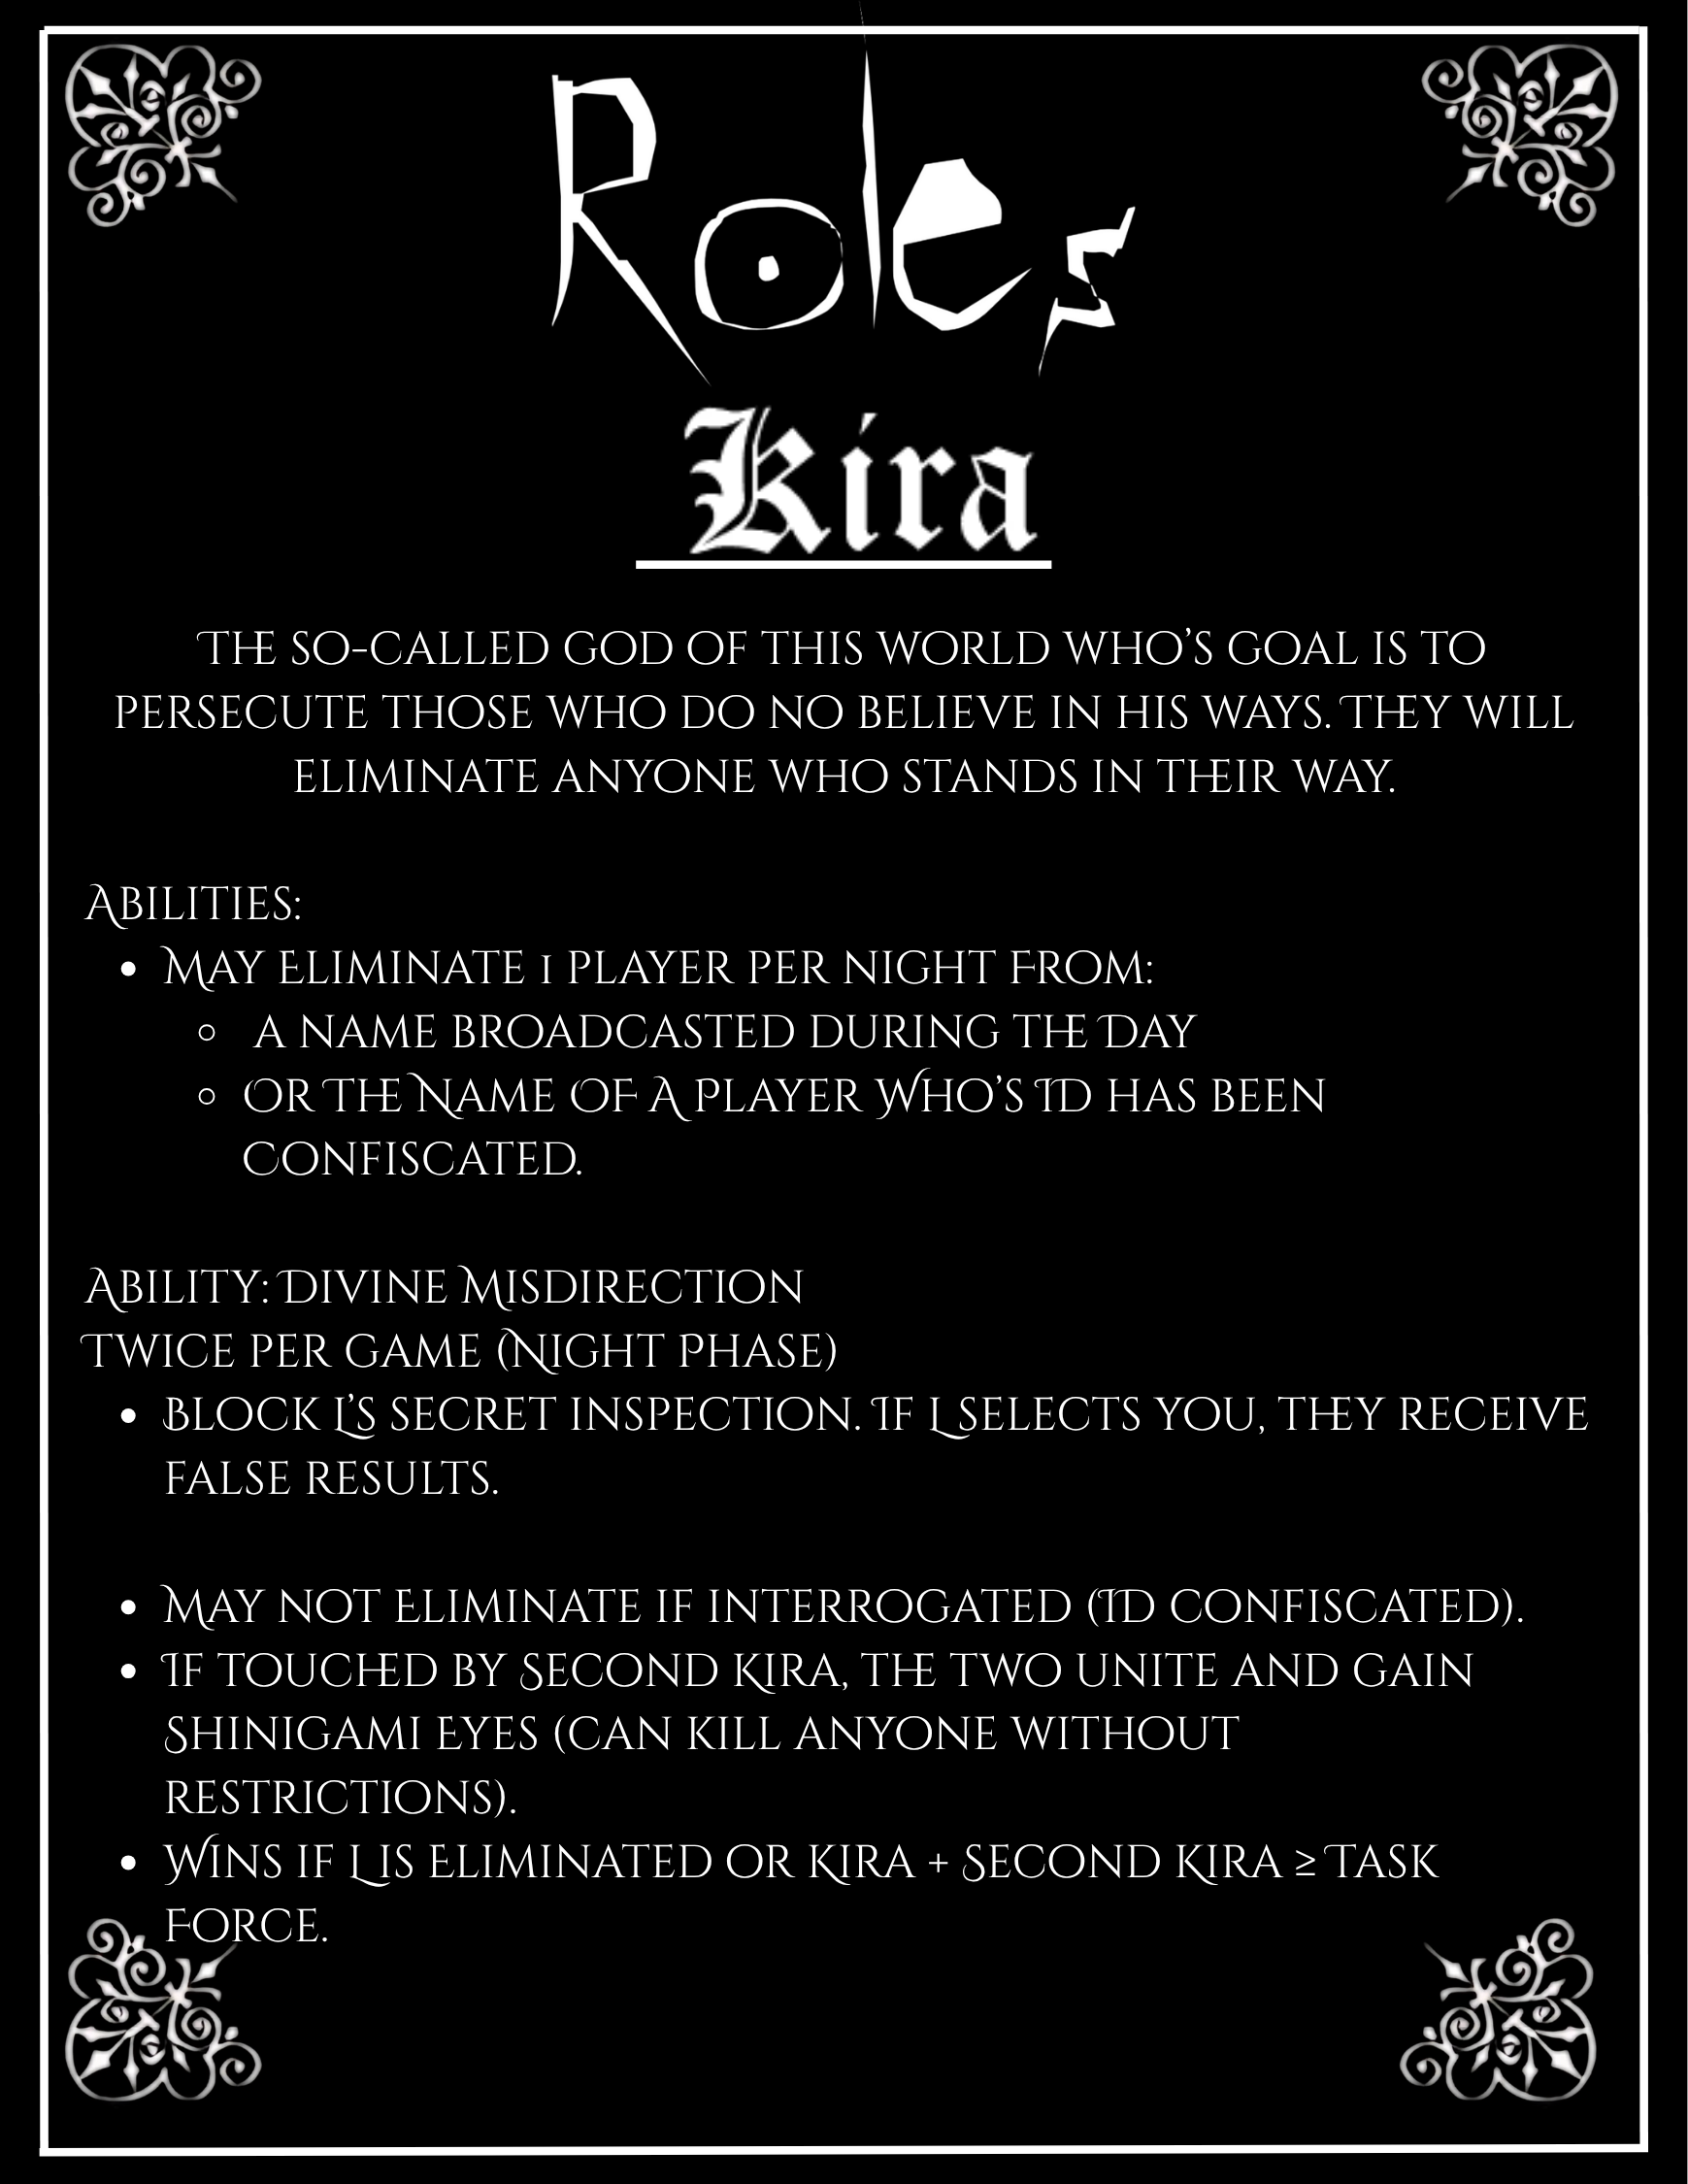 Roles
Kira
The so-called god of this world who's goal is to
persecute those who do no believe in his ways. They will
eliminate anyone who stands in their way.
Abilities:
May Eliminate 1 player per night from:
a name broadcasted during the Day
Or The Name Of A Player Who's ID has been
Confiscated.
Ability: Divine Misdirection
Twice per game (Night Phase)
Block L's secret inspection. If L selects you, they receive
false results.
May not Eliminate if interrogated (ID confiscated).
If touched by Second Kira, the two unite and gain
Shinigami Eyes (can kill anyone without
restrictions).
Wins if L is Eliminated or Kira + Second Kira ≥ Task
Force.